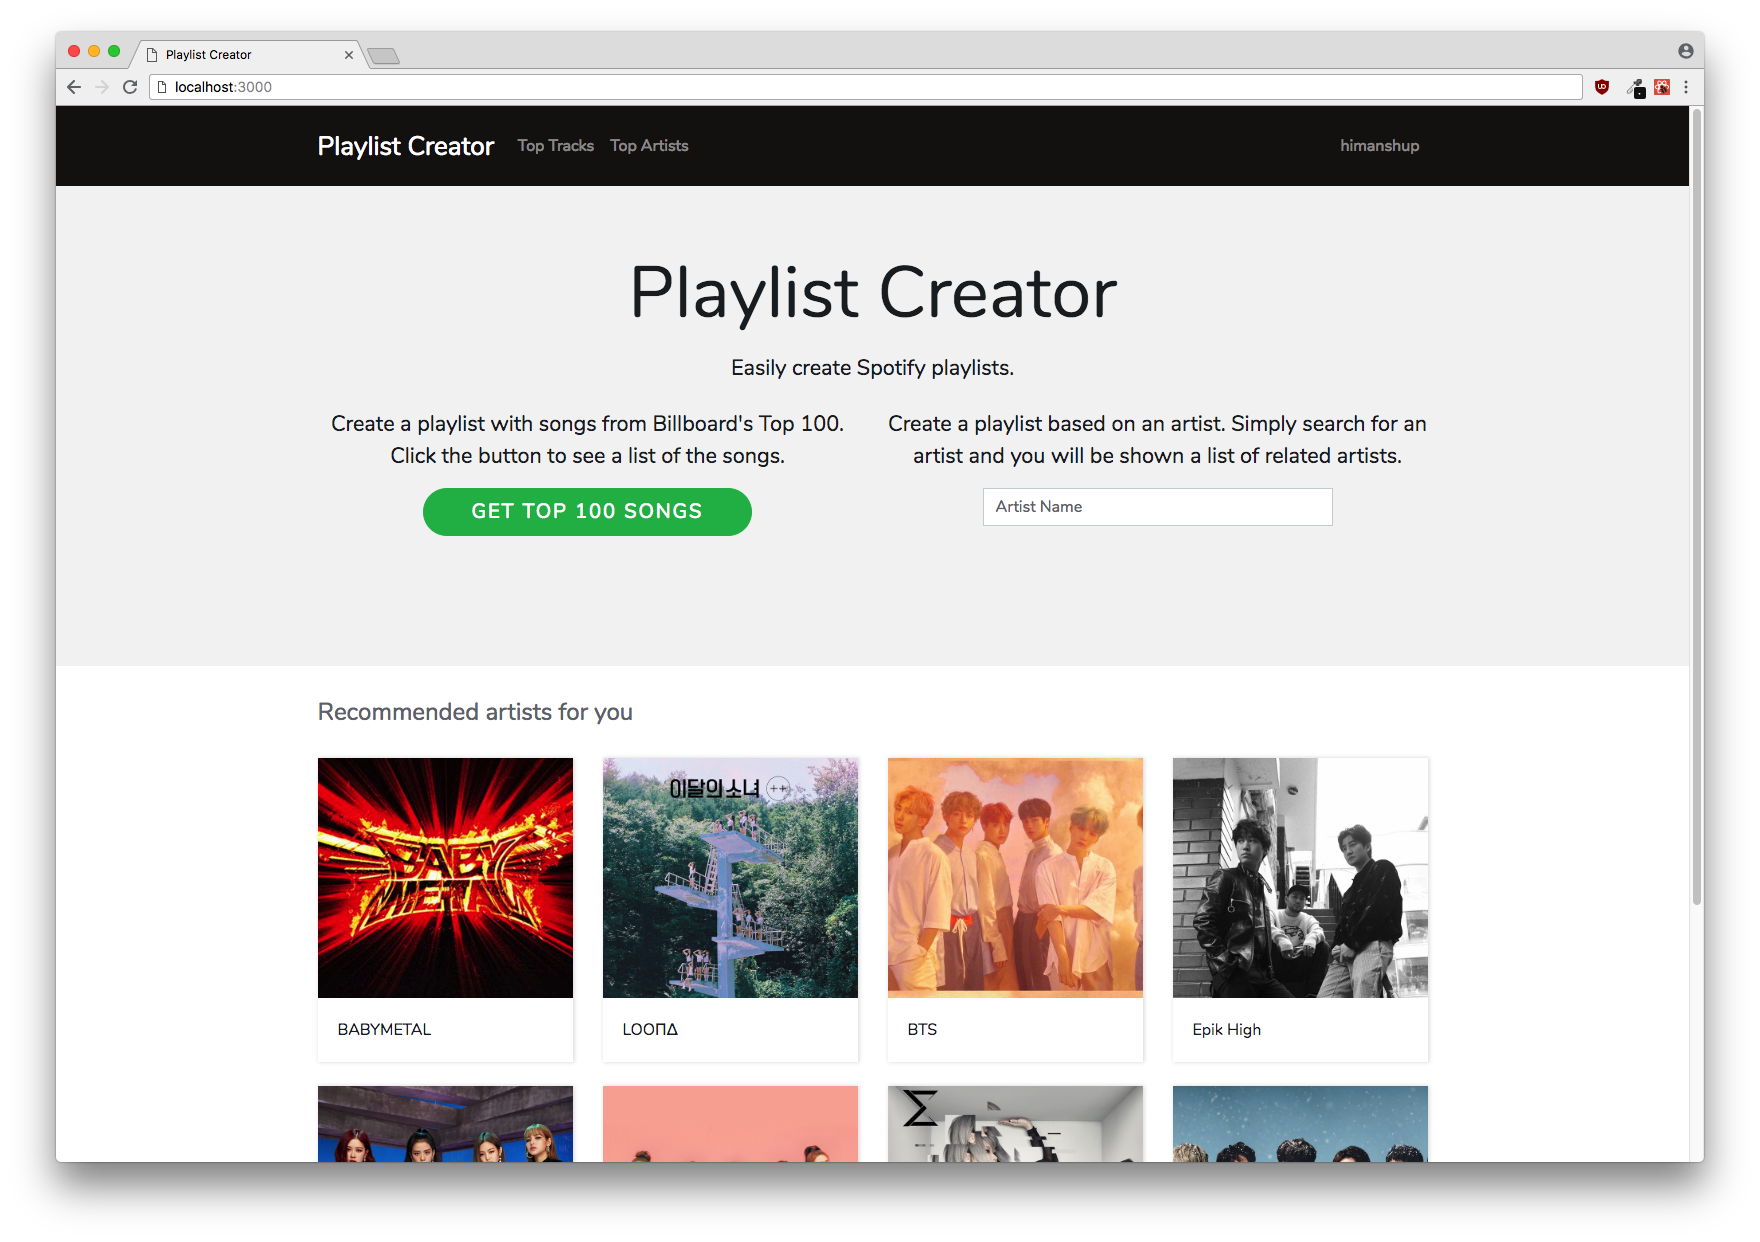 Playlist Creator
localhost:3000
Playlist Creator
Top Tracks
Top Artists
himanshup
Playlist Creator
Easily create Spotify playlists.
Create a playlist with songs from Billboard's Top 100.
Click the button to see a list of the songs.
GET TOP 100 SONGS
Create a playlist based on an artist. Simply search for an
artist and you will be shown a list of related artists.
Artist Name
Recommended artists for you
BABY
METAL
이달의 소녀 ++
BABYMETAL
LOOΠΔ
BTS
Epik High